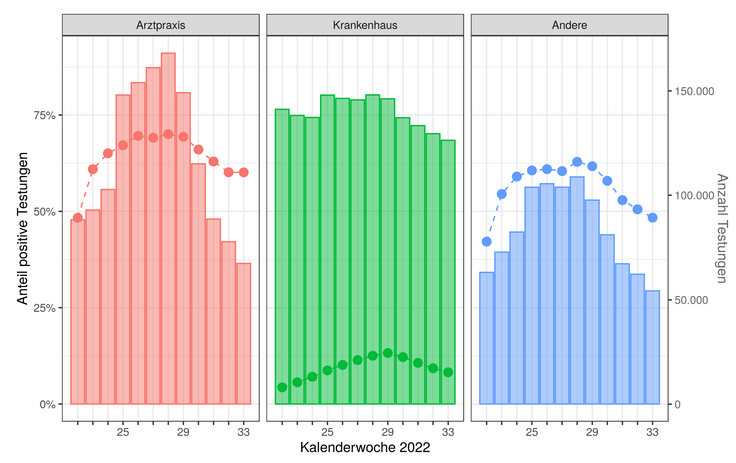 Arztpraxis
Krankenhaus
Andere
75%
50%
25%
0%
Anteil positive Testungen
150.000
100.000
50.000
0
Anzahl Testungen
25 29 33
25 29 33
25 29 33
Kalenderwoche 2022